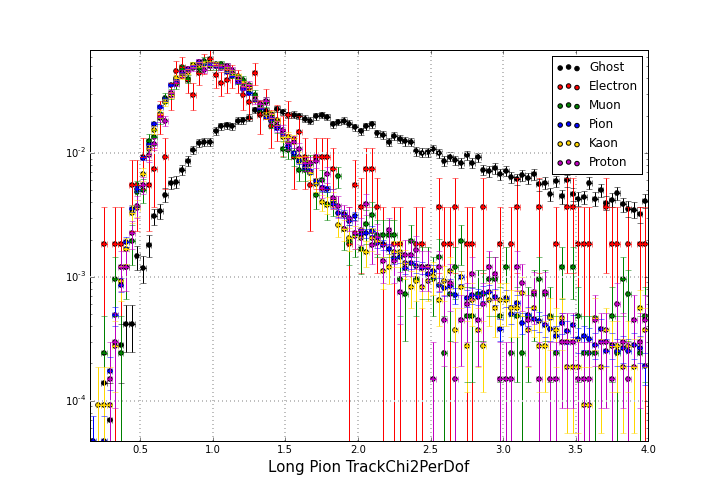 Ghost
Electron
Muon
Pion
Kaon
Proton
10^-2
10^-3
10^-4
0.5 1.0 1.5 2.0 2.5 3.0 3.5 4.0
Long Pion TrackChi2PerDof